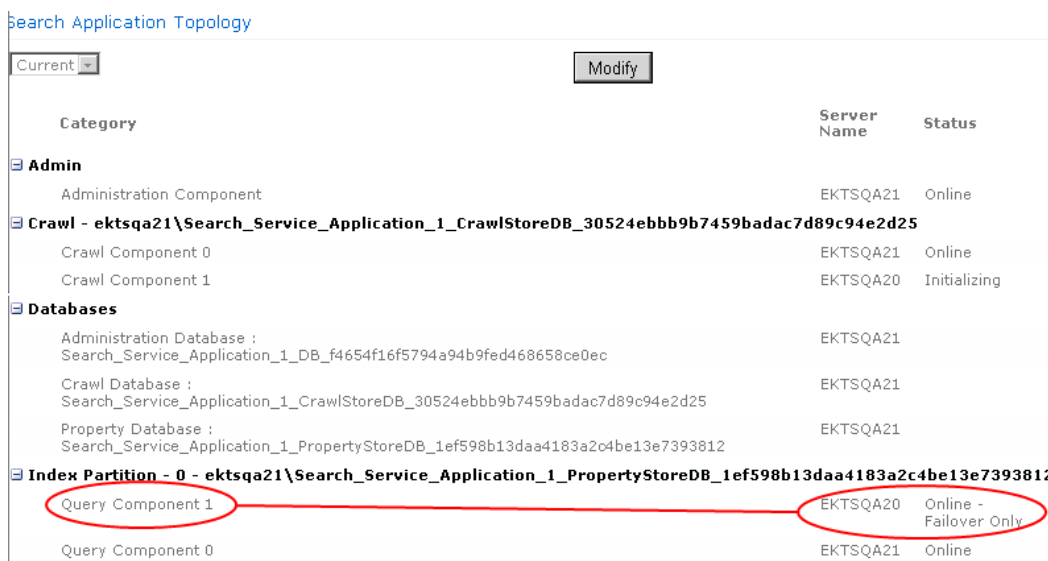 Search Application Topology
Current
Modify
Category Server Name Status
Admin
Administration Component EKTSQA21 Online
Crawl - ektsqa21\Search_Service_Application_1_CrawlStoreDB_30524ebbb9b7459badac7d89c94e2d25
Crawl Component 0 EKTSQA21 Online
Crawl Component 1 EKTSQA20 Initializing
Databases
Administration Database : EKTSQA21
Search_Service_Application_1_DB_f4654f16f5794a94b9fed468658ce0ec
Crawl Database : EKTSQA21
Search_Service_Application_1_CrawlStoreDB_30524ebbb9b7459badac7d89c94e2d25
Property Database : EKTSQA21
Search_Service_Application_1_PropertyStoreDB_1ef598b13daa4183a2c4be13e7393812
Index Partition - 0 - ektsqa21\Search_Service_Application_1_PropertyStoreDB_1ef598b13daa4183a2c4be13e7393812
Query Component 1 EKTSQA20 Online -
Failover Only
Query Component 0 EKTSQA21 Online